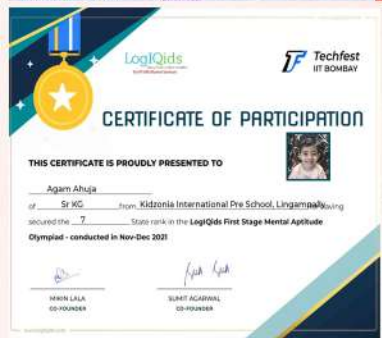 LogIQids
Techfest
IIT BOMBAY
CERTIFICATE OF PARTICIPATION
THIS CERTIFICATE IS PROUDLY PRESENTED TO
Agam Ahuja
of Sr KG from Kidzonia International Pre School, Lingampally having
secured the 7 State rank in the LogIQids First Stage Mental Aptitude
Olympiad - conducted in Nov-Dec 2021
LALA SUMIT AGARWAL
CO-FOUNDER CO-FOUNDER